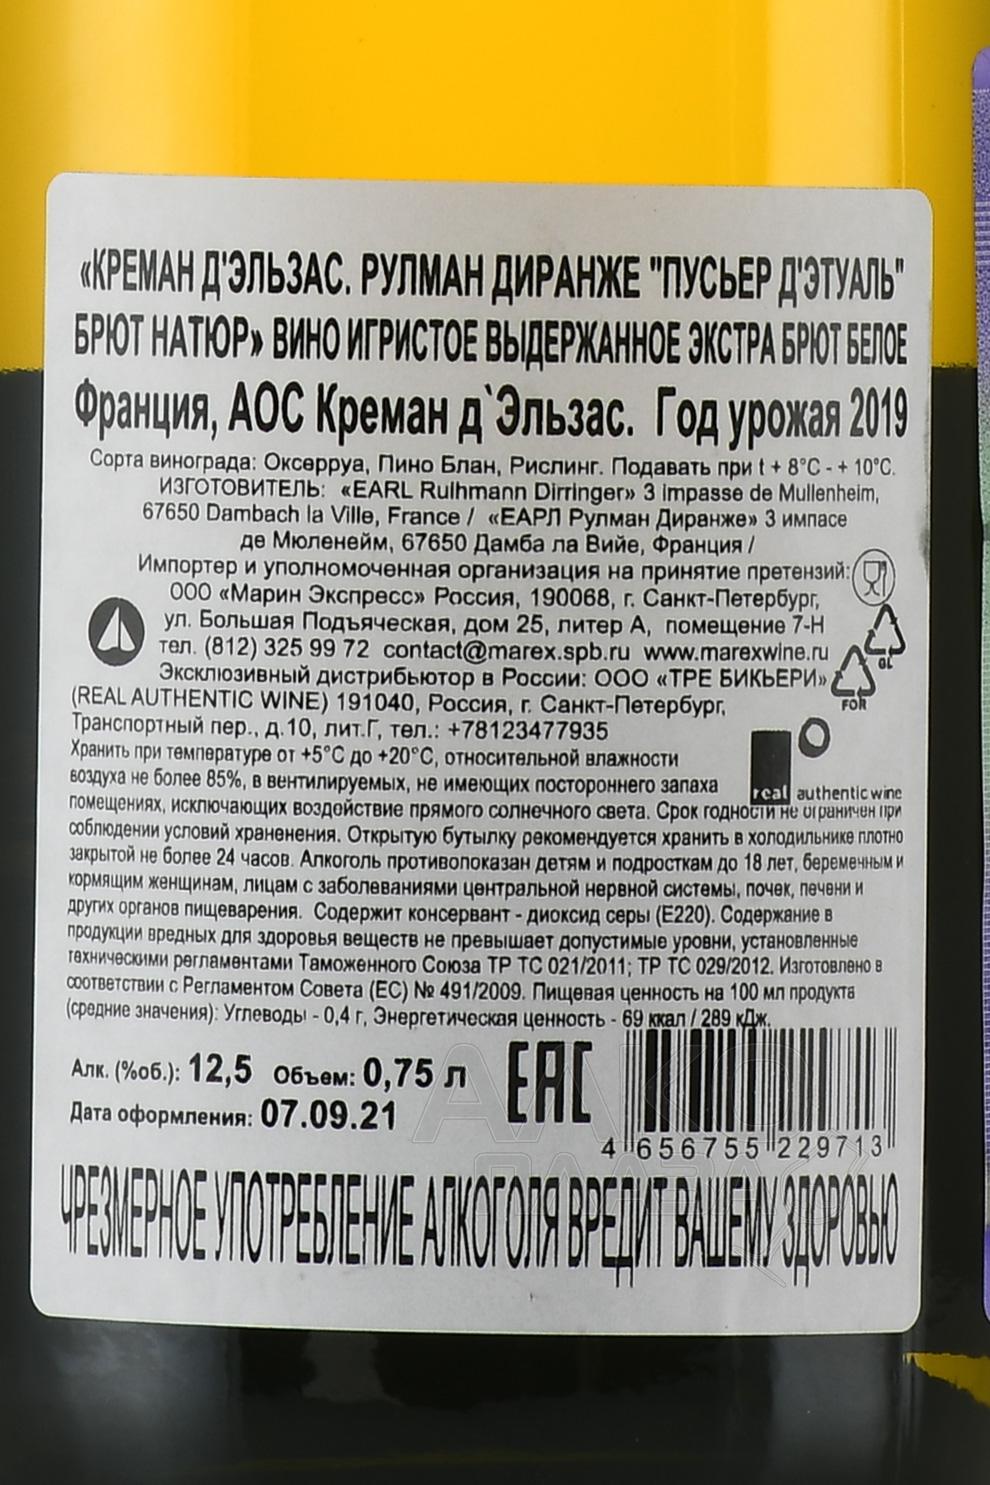 «КРЕМАН Д'ЭЛЬЗАС. РУЛМАН ДИРАНЖЕ "ПУСЬЕР Д'ЭТУАЛЬ"
БРЮТ НАТЮР» ВИНО ИГРИСТОЕ ВЫДЕРЖАННОЕ ЭКСТРА БРЮТ БЕЛОЕ
Франция, АОС Креман д`Эльзас. Год урожая 2019
Сорта винограда: Оксерруа, Пино Блан, Рислинг. Подавать при t + 8°C - + 10°C.
ИЗГОТОВИТЕЛЬ: «EARL Rulhmann Dirringer» 3 Impasse de Mullenheim,
67650 Dambach la Ville, France / «ЕАРЛ Рулман Диранже» 3 импасе
де Мюленейм, 67650 Дамба ла Вийе, Франция /
Импортер и уполномоченная организация на принятие претензий:
ООО «Марин Экспресс» Россия, 190068, г. Санкт-Петербург,
ул. Большая Подъяческая, дом 25, литер А, помещение 7-Н
тел. (812) 325 99 72 contact@marex.spb.ru www.marexwine.ru
GL
Эксклюзивный дистрибьютор в России: ООО «ТРЕ БИКЬЕРИ»
FOR
(REAL AUTHENTIC WINE) 191040, Россия, г. Санкт-Петербург,
Транспортный пер., д.10, лит.Г, тел.: +78123477935
Хранить при температуре от +5°C до +20°C, относительной влажности
воздуха не более 85%, в вентилируемых, не имеющих постороннего запаха
real authentic wine
помещениях, исключающих воздействие прямого солнечного света. Срок годности не ограничен при
соблюдении условий храненения. Открытую бутылку рекомендуется хранить в холодильнике плотно
закрытой не более 24 часов. Алкоголь противопоказан детям и подросткам до 18 лет, беременным и
кормящим женщинам, лицам с заболеваниями центральной нервной системы, почек, печени и
других органов пищеварения. Содержит консервант - диоксид серы (Е220). Содержание в
продукции вредных для здоровья веществ не превышает допустимые уровни, установленные
техническими регламентами Таможенного Союза ТР ТС 021/2011; ТР ТС 029/2012. Изготовлено в
соответствии с Регламентом Совета (ЕС) № 491/2009. Пищевая ценность на 100 мл продукта
(средние значения): Углеводы - 0,4 г, Энергетическая ценность - 69 ккал / 289 кДж.
Алк. (%об.): 12,5 Объем: 0,75 л
EAC
Дата оформления: 07.09.21
4 656755 229713
ЧРЕЗМЕРНОЕ УПОТРЕБЛЕНИЕ АЛКОГОЛЯ ВРЕДИТ ВАШЕМУ ЗДОРОВЬЮ